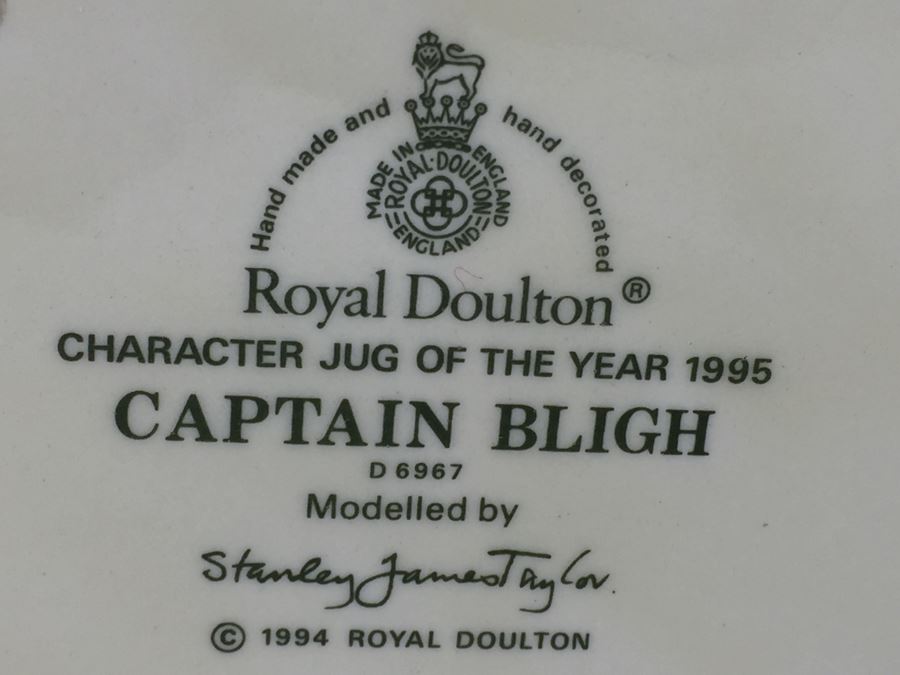 Hand made and hand decorated
MADE IN ENGLAND
ROYAL·DOULTON
ENGLAND
Royal Doulton®
CHARACTER JUG OF THE YEAR 1995
CAPTAIN BLIGH
D 6967
Modelled by
Stanley James Taylor.
© 1994 ROYAL DOULTON